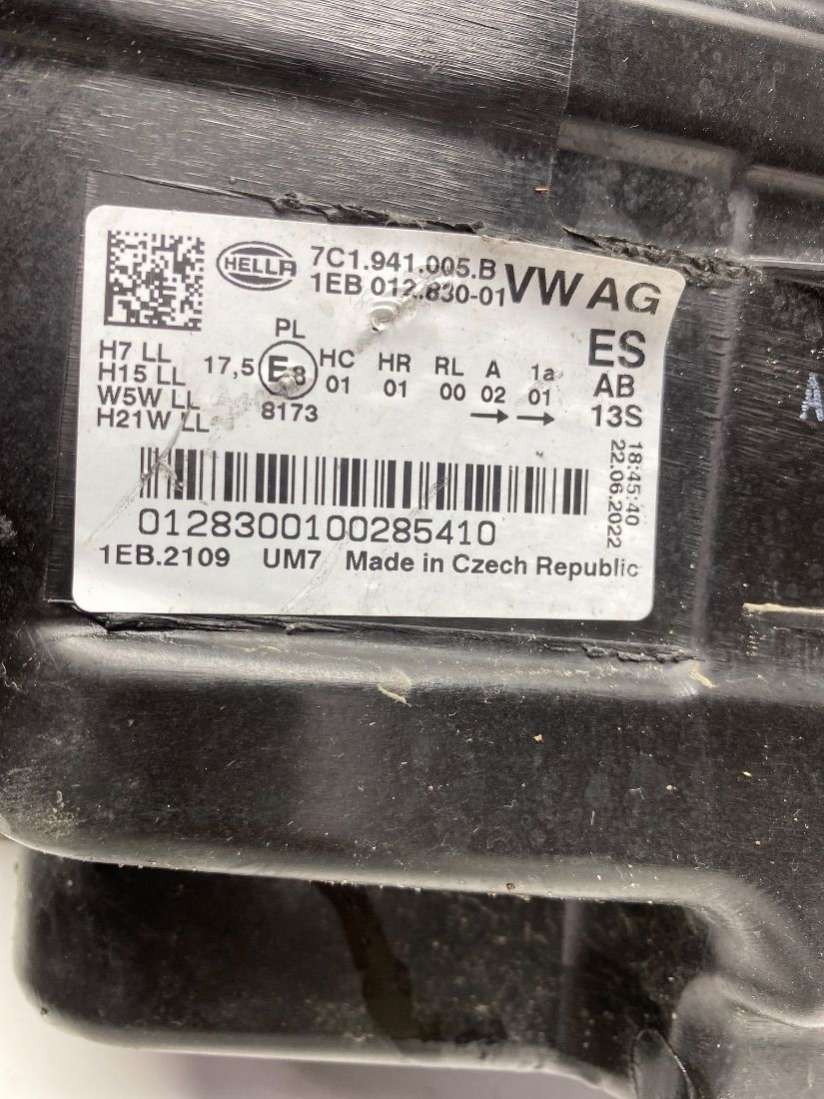 HELLA
7C1.941.005.B
1EB 012.830-01
VW AG
ES
AB
13S
H7 LL
H15 LL
W5W LL
H21W LL
17,5
PL
E8
8173
HC HR RL A 1a
01 01 00 02 01
→ →
18:45:40
22.06.2022
0128300100285410
1EB.2109 UM7 Made in Czech Republic
A